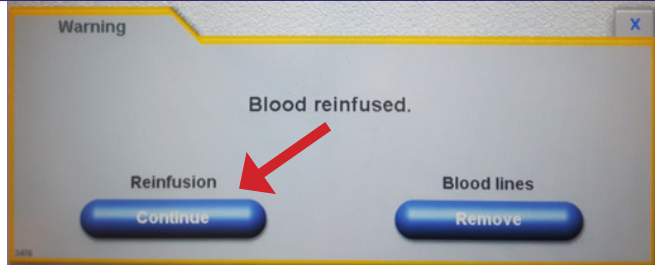 Warning
X
Blood reinfused.
Reinfusion
Blood lines
Continue
Remove